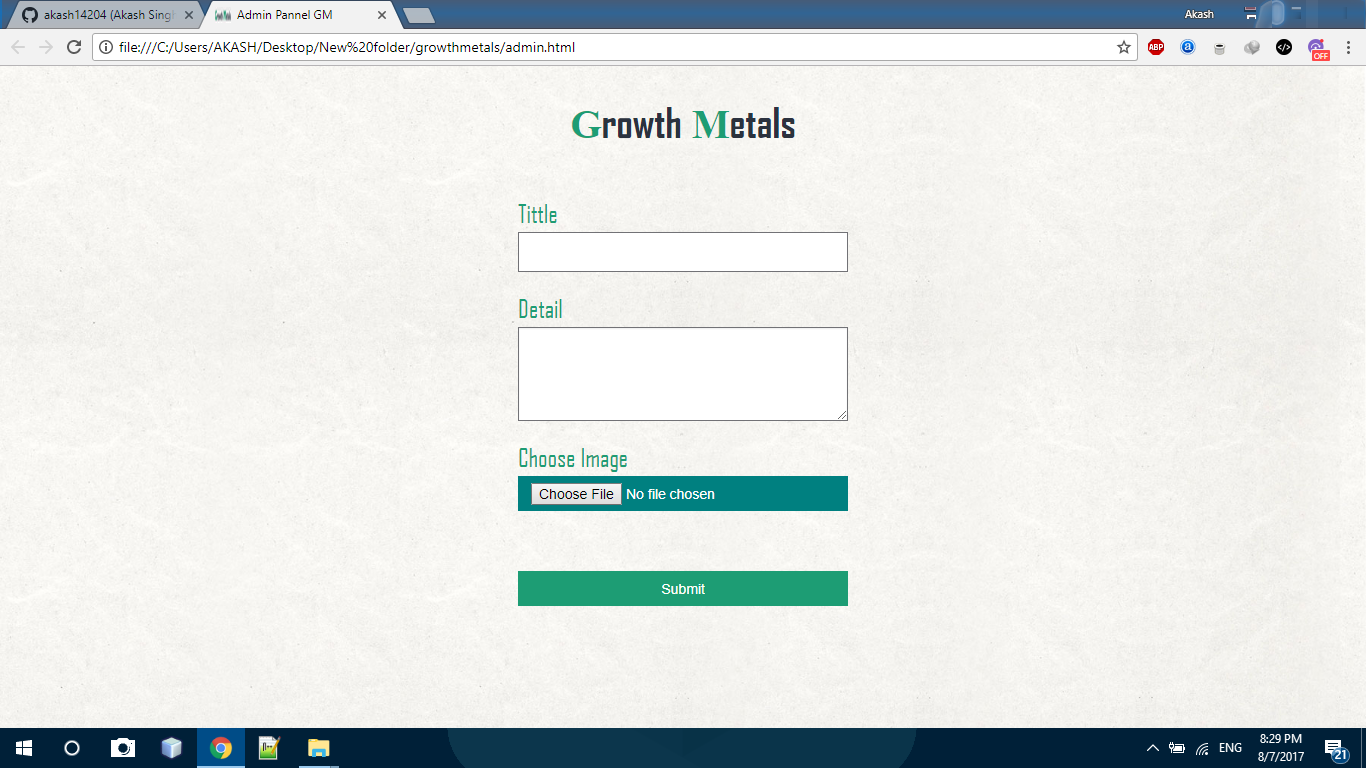 akash14204 (Akash Singh
Admin Pannel GM
Akash
file:///C:/Users/AKASH/Desktop/New%20folder/growthmetals/admin.html
ABP
a
</>
OFF
Growth Metals
Tittle
Detail
Choose Image
Choose File No file chosen
Submit
ENG
8:29 PM
8/7/2017
21